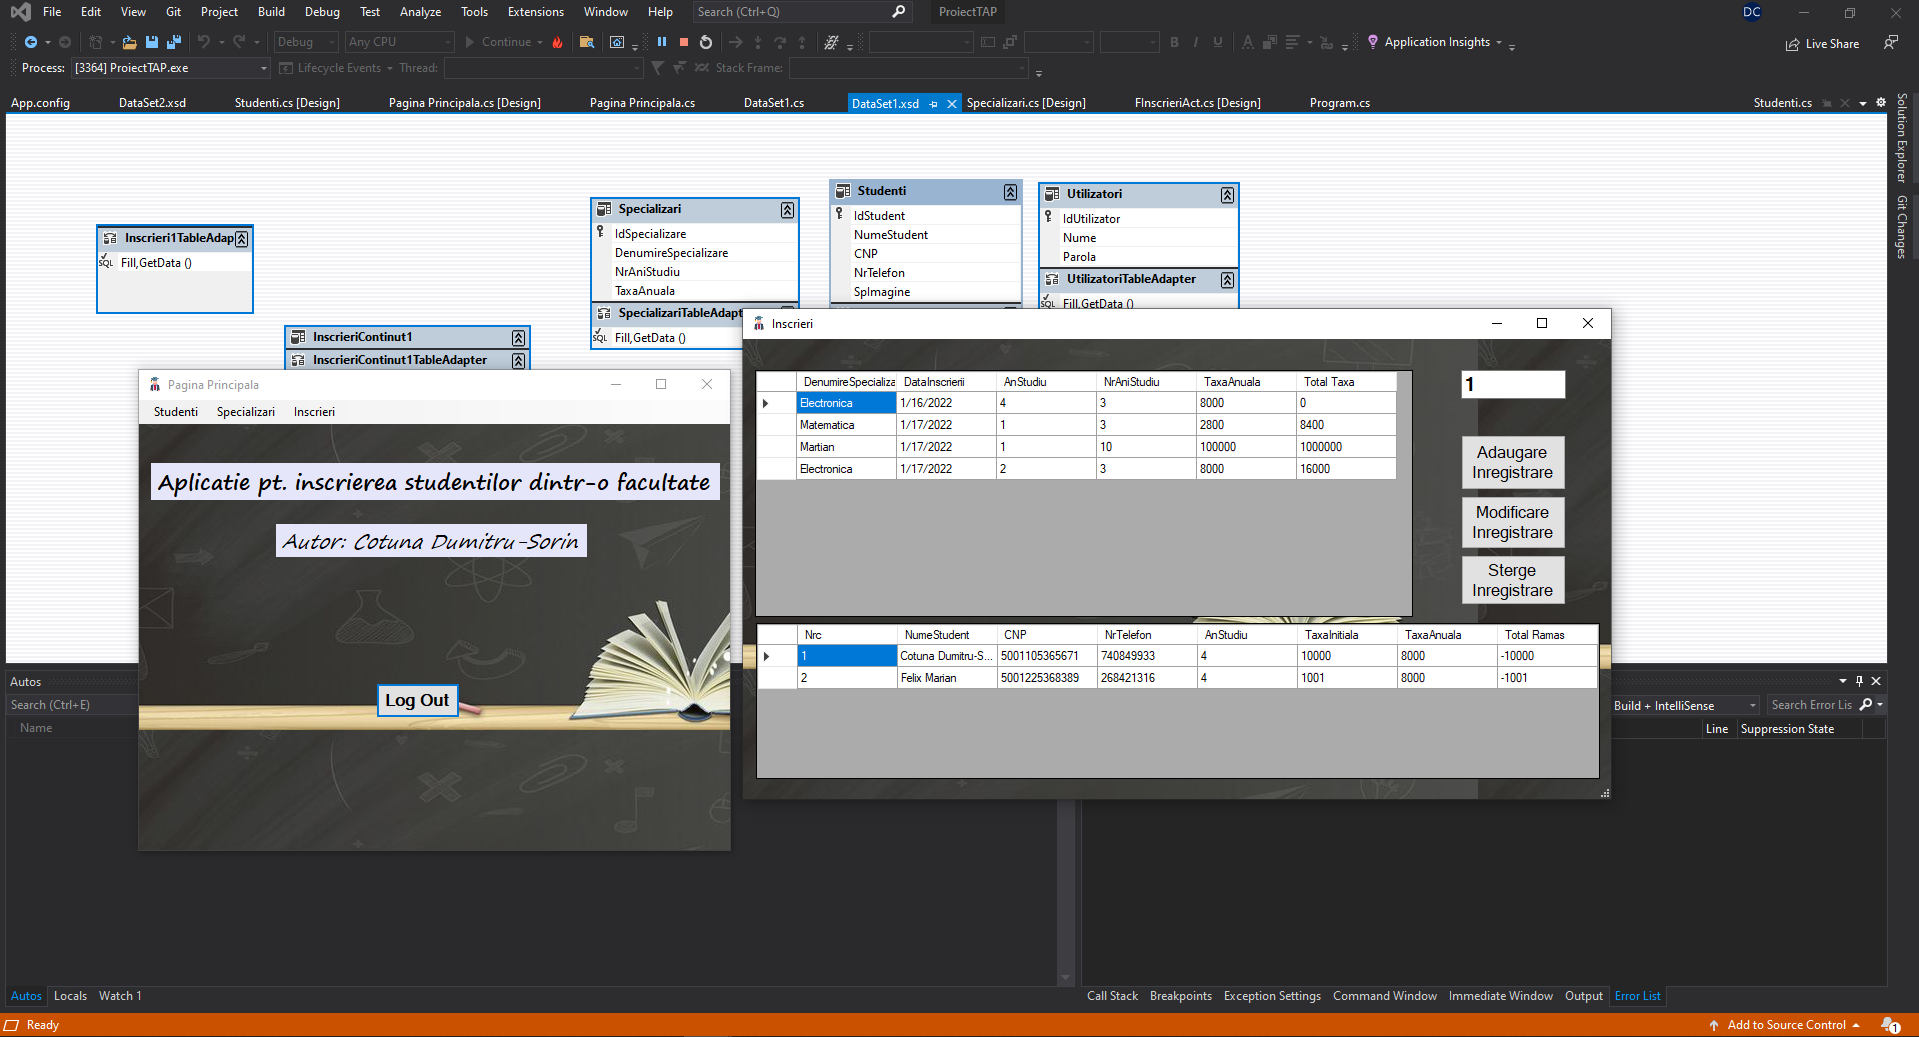 File Edit View Git Project Build Debug Test Analyze Tools Extensions Window Help Search (Ctrl+Q) ProiectTAP DC
Debug Any CPU Continue Application Insights Live Share
Process: [3364] ProiectTAP.exe Lifecycle Events Thread: Stack Frame:
App.config DataSet2.xsd Studenti.cs [Design] Pagina Principala.cs [Design] Pagina Principala.cs DataSet1.cs DataSet1.xsd Specializari.cs [Design] FInscrieriAct.cs [Design] Program.cs Studenti.cs
Solution Explorer
Git Changes
Inscrieri1TableAdap
SQL Fill,GetData ()
InscrieriContinut1
InscrieriContinut1TableAdapter
Specializari
IdSpecializare
DenumireSpecializare
NrAniStudiu
TaxaAnuala
SpecializariTableAdapt
SQL Fill,GetData ()
Studenti
IdStudent
NumeStudent
CNP
NrTelefon
SpImagine
Utilizatori
IdUtilizator
Nume
Parola
UtilizatoriTableAdapter
SQL Fill,GetData ()
Pagina Principala
Studenti Specializari Inscrieri
Aplicatie pt. inscrierea studentilor dintr-o facultate
Autor: Cotuna Dumitru-Sorin
Log Out
Inscrieri
DenumireSpecializa DataInscrierii AnStudiu NrAniStudiu TaxaAnuala Total Taxa
Electronica 1/16/2022 4 3 8000 0
Matematica 1/17/2022 1 3 2800 8400
Martian 1/17/2022 1 10 100000 1000000
Electronica 1/17/2022 2 3 8000 16000
1
Adaugare
Inregistrare
Modificare
Inregistrare
Sterge
Inregistrare
Nrc NumeStudent CNP NrTelefon AnStudiu TaxaInitiala TaxaAnuala Total Ramas
1 Cotuna Dumitru-S... 5001105365671 740849933 4 10000 8000 -10000
2 Felix Marian 5001225368389 268421316 4 1001 8000 -1001
Autos
Search (Ctrl+E)
Name
Build + IntelliSense Search Error Lis
Line Suppression State
Autos Locals Watch 1
Call Stack Breakpoints Exception Settings Command Window Immediate Window Output Error List
Ready Add to Source Control 1